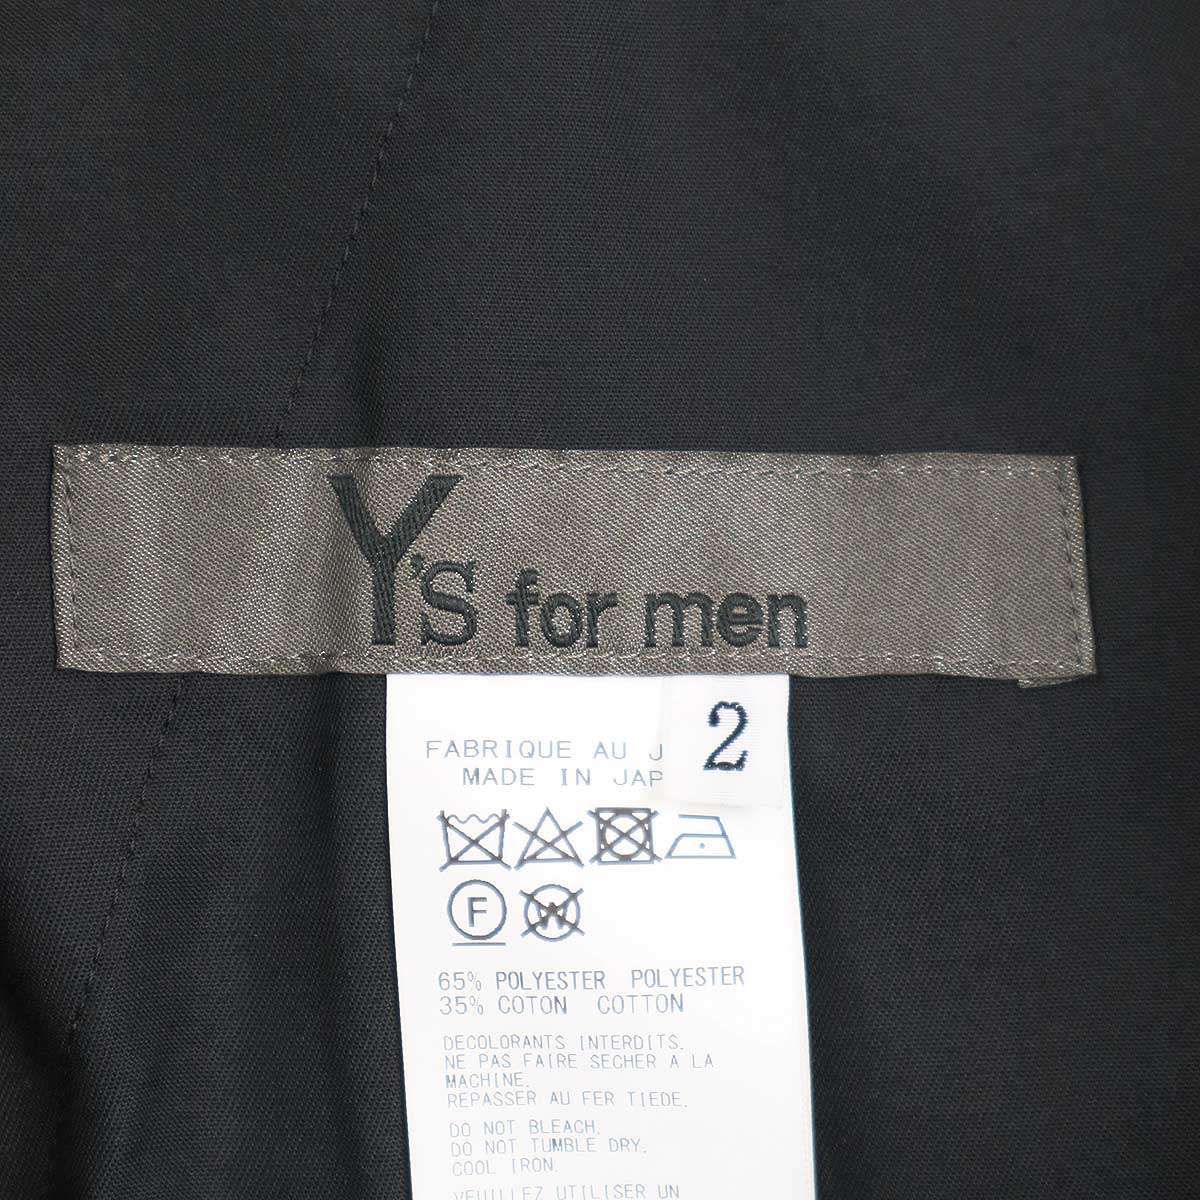 Y's for men
2
FABRIQUE AU J
MADE IN JAP
F
W
65% POLYESTER POLYESTER
35% COTON COTTON
DECOLORANTS INTERDITS.
NE PAS FAIRE SECHER A LA
MACHINE.
REPASSER AU FER TIEDE.
DO NOT BLEACH.
DO NOT TUMBLE DRY.
COOL IRON.
VEUILLEZ UTILISER UN